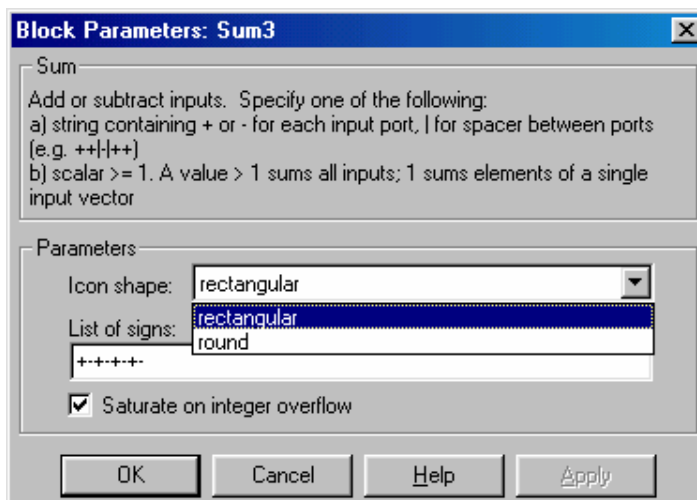 Block Parameters: Sum3
Sum
Add or subtract inputs. Specify one of the following:
a) string containing + or - for each input port, | for spacer between ports
(e.g. ++|-|++)
b) scalar >= 1. A value > 1 sums all inputs; 1 sums elements of a single
input vector
Parameters
Icon shape: rectangular
rectangular
round
List of signs:
+-+-+-+-
Saturate on integer overflow
OK Cancel Help Apply